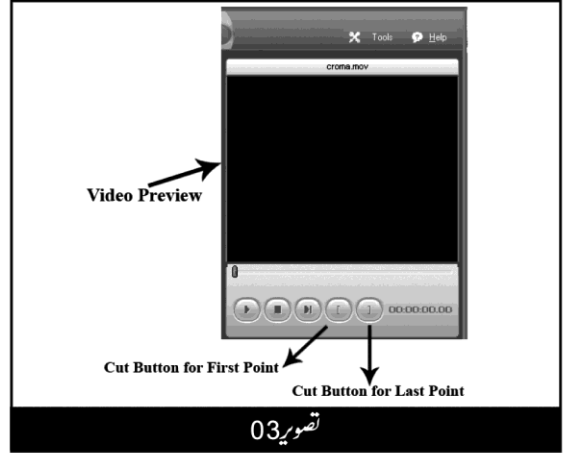 Tools Help
croma.mov
Video Preview
[ ] 00:00:00.00
Cut Button for First Point
Cut Button for Last Point
تصویر03